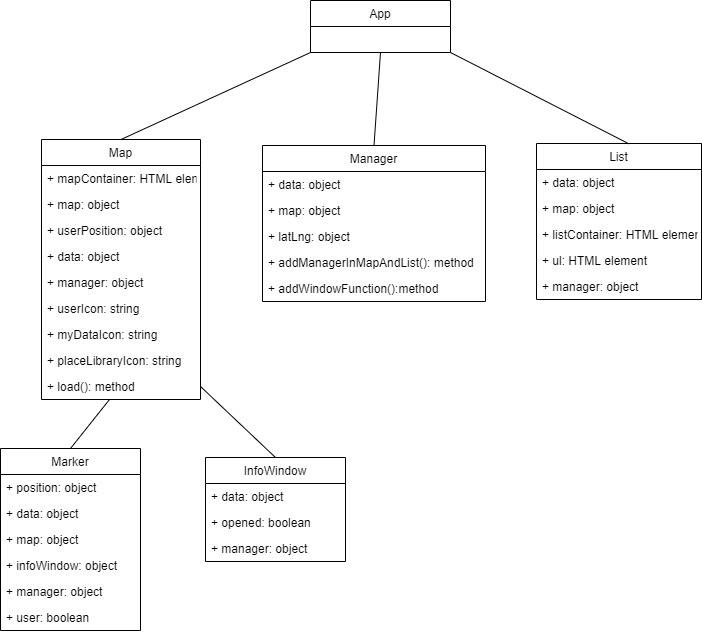 App
Map
+ mapContainer: HTML elen
+ map: object
+ userPosition: object
+ data: object
+ manager: object
+ userIcon: string
+ myDataIcon: string
+ placeLibraryIcon: string
+ load(): method
Manager
+ data: object
+ map: object
+ latLng: object
+ addManagerInMapAndList(): method
+ addWindowFunction():method
List
+ data: object
+ map: object
+ listContainer: HTML elemer
+ ul: HTML element
+ manager: object
Marker
+ position: object
+ data: object
+ map: object
+ infoWindow: object
+ manager: object
+ user: boolean
InfoWindow
+ data: object
+ opened: boolean
+ manager: object